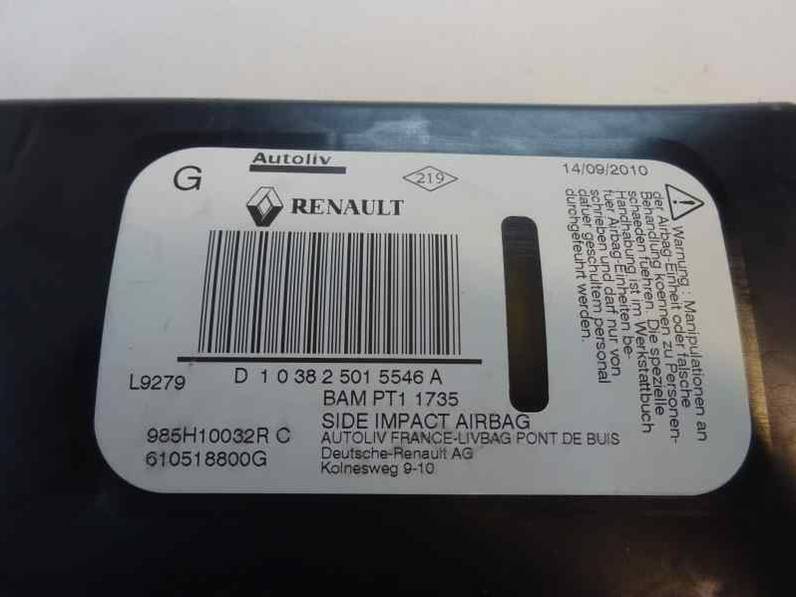 G
Autoliv
219
RENAULT
14/09/2010
Warnung : Manipulationen an
der Airbag-Einheit oder falsche
Behandlung koennen zu Personen-
schaeden fuehren. Die spezielle
Handhabung ist im Werkstattbuch
fuer Airbag-Einheiten be-
schrieben und darf nur von
dafuer geschultem personal
durchgefuehrt werden.
L9279
D 1 0 38 2 501 5546 A
BAM PT1 1735
SIDE IMPACT AIRBAG
985H10032R C
610518800G
AUTOLIV FRANCE-LIVBAG PONT DE BUIS
Deutsche-Renault AG
Kolnesweg 9-10